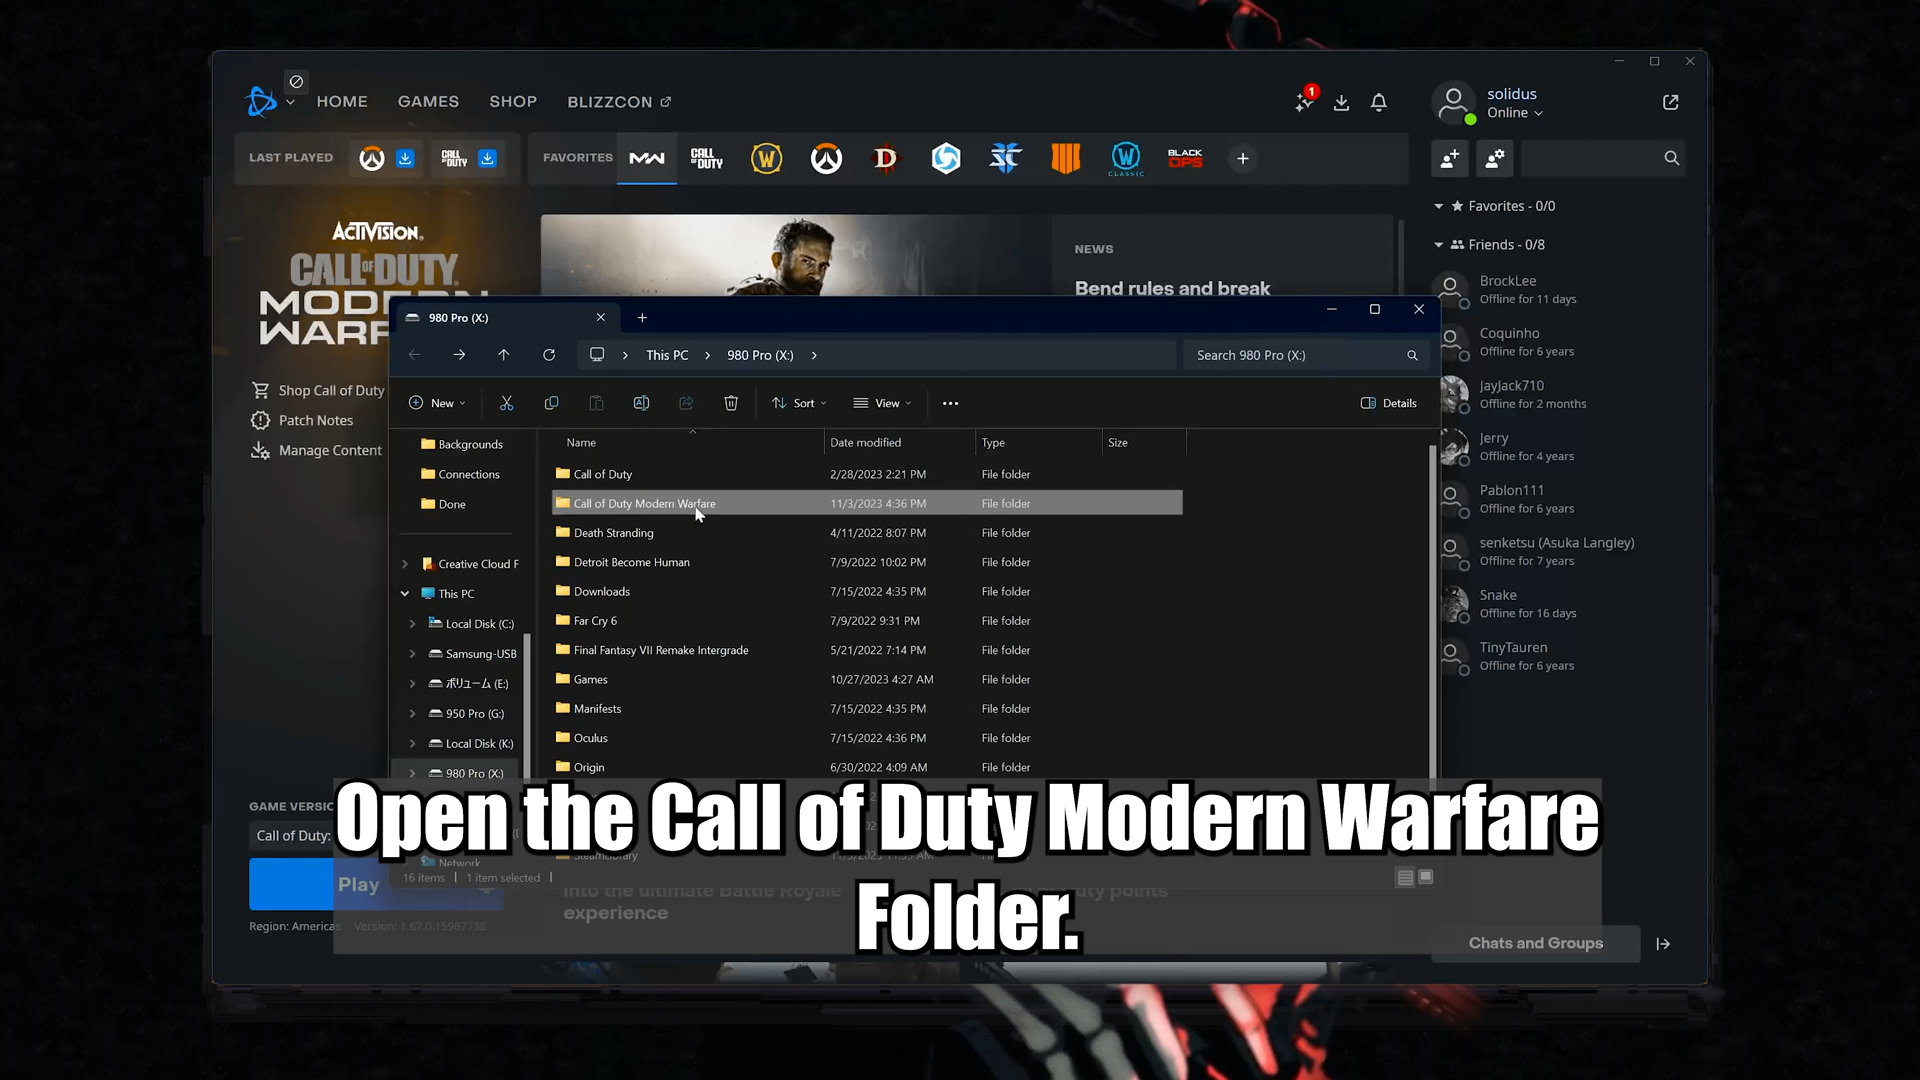 HOME
GAMES
SHOP
BLIZZCON
1
solidus
Online
LAST PLAYED
CALL OF DUTY
FAVORITES
MW
CALL OF DUTY
W
D
W CLASSIC
BLACK OPS
Favorites - 0/0
Friends - 0/8
BrockLee
Offline for 11 days
Coquinho
Offline for 6 years
JayJack710
Offline for 2 months
Jerry
Offline for 4 years
Pablon111
Offline for 6 years
senketsu (Asuka Langley)
Offline for 7 years
Snake
Offline for 16 days
TinyTauren
Offline for 6 years
Chats and Groups
ACTIVISION
CALL OF DUTY
MODERN
WARF
NEWS
Bend rules and break
Shop Call of Duty
Patch Notes
Manage Content
980 Pro (X:)
This PC
980 Pro (X:)
Search 980 Pro (X:)
New
Sort
View
Details
Backgrounds
Connections
Done
Creative Cloud F
This PC
Local Disk (C:)
Samsung-USB
ボリューム (E:)
950 Pro (G:)
Local Disk (K:)
980 Pro (X:)
Network
Name Date modified Type Size
Call of Duty 2/28/2023 2:21 PM File folder
Call of Duty Modern Warfare 11/3/2023 4:36 PM File folder
Death Stranding 4/11/2022 8:07 PM File folder
Detroit Become Human 7/9/2022 10:02 PM File folder
Downloads 7/15/2022 4:35 PM File folder
Far Cry 6 7/9/2022 9:31 PM File folder
Final Fantasy VII Remake Intergrade 5/21/2022 7:14 PM File folder
Games 10/27/2023 4:27 AM File folder
Manifests 7/15/2022 4:35 PM File folder
Oculus 7/15/2022 4:36 PM File folder
Origin 6/30/2022 4:09 AM File folder
SteamLibrary
16 items
1 item selected
GAME VERSIO
Call of Duty:
Play
Region: Americas
Version: 1.67.0.15967738
into the ultimate Battle Royale
experience
points
Open the Call of Duty Modern Warfare
Folder.